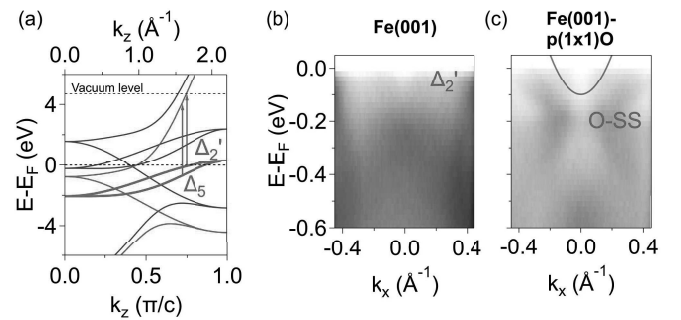 (a)
k_z (Å⁻¹)
0.0 1.0 2.0
Vacuum level
4
0
-4
E-E_F (eV)
Δ₂'
Δ₅
0.0 0.5 1.0
k_z (π/c)
(b)
Fe(001)
0.0
-0.2
-0.4
-0.6
E-E_F (eV)
Δ₂'
-0.4 0.0 0.4
k_x (Å⁻¹)
(c)
Fe(001)-
p(1x1)O
O-SS
-0.4 0.0 0.4
k_x (Å⁻¹)